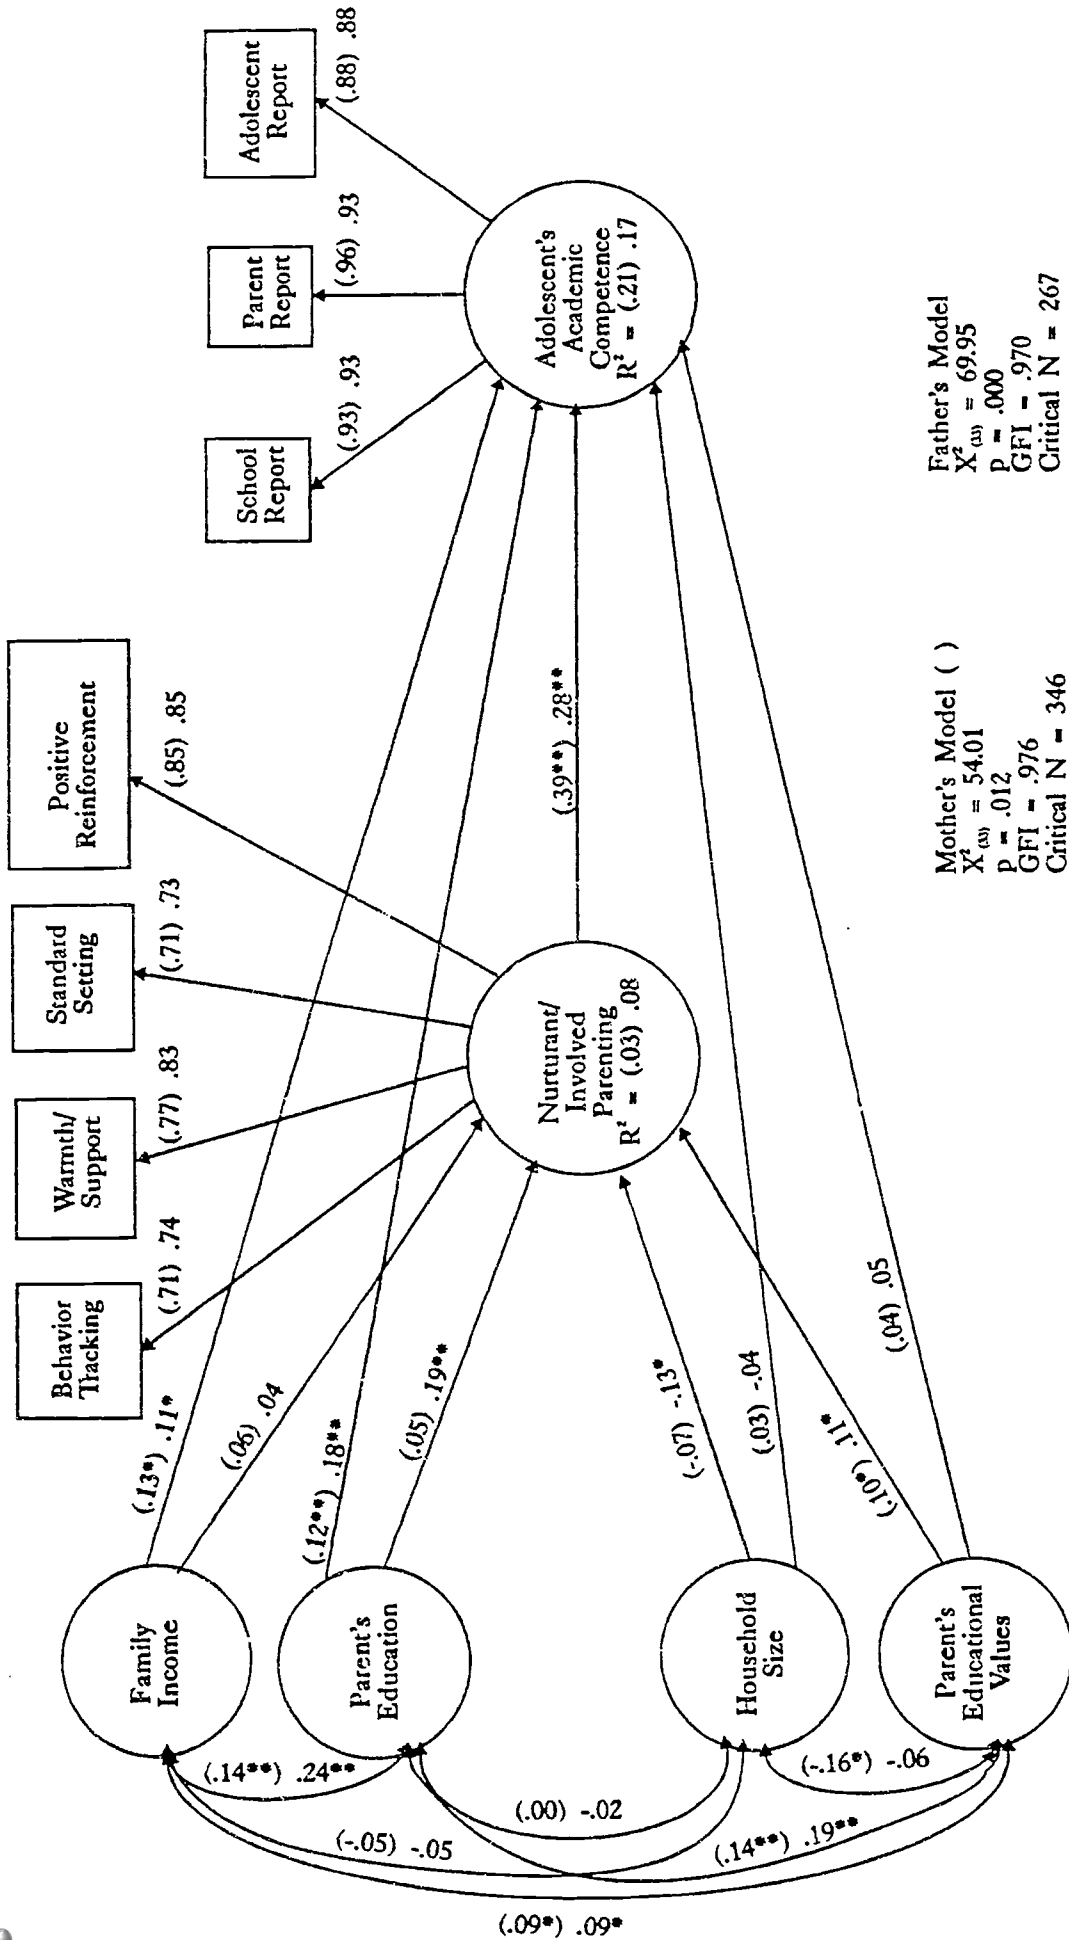 Behavior
Tracking
Warmth/
Support
Standard
Setting
Positive
Reinforcement
(.71) .74
(.77) .83
(.71) .73
(.85) .85
School
Report
Parent
Report
Adolescent
Report
(.93) .93
(.96) .93
(.88) .88
Family
Income
Parent's
Education
Household
Size
Parent's
Educational
Values
(.14**) .24**
(.00) -.02
(-.16*) -.06
(-.05) -.05
(.14**) .19**
(.09*) .09*
(.13*) .11*
(.06) .04
(.12**) .18**
(.05) .19**
(-.07) -.13*
(.03) -.04
(.10*) .11*
(.04) .05
Nurturant/
Involved
Parenting
R² = (.03) .08
(.39**) .28**
Adolescent's
Academic
Competence
R² = (.21) .17
Mother's Model ( )
X² (33) = 54.01
P = .012
GFI = .976
Critical N = 346
Father's Model
X² (33) = 69.95
P = .000
GFI = .970
Critical N = 267